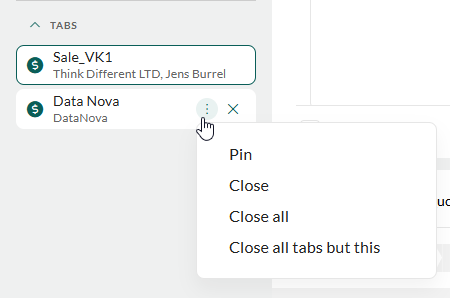 TABS
Sale_VK1
Think Different LTD, Jens Burrel
Data Nova
DataNova
Pin
Close
Close all
Close all tabs but this